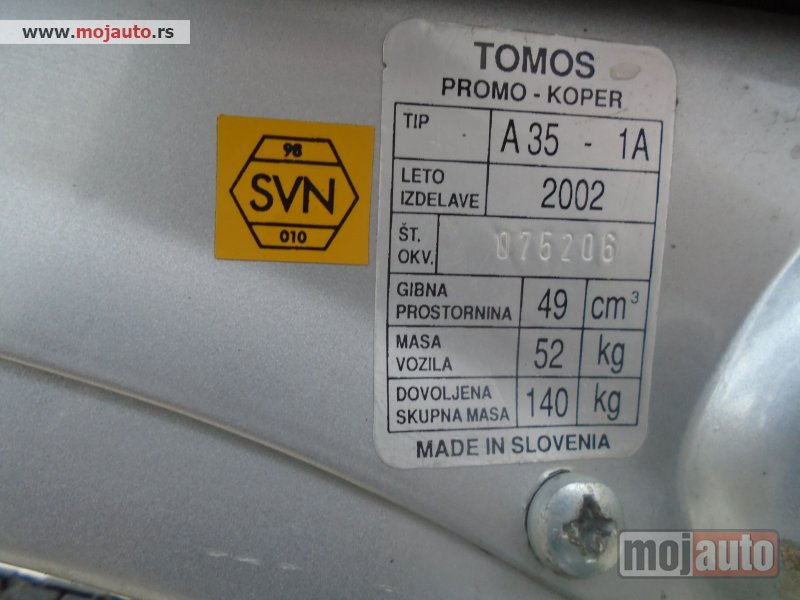 www.mojauto.rs
TOMOS
PROMO - KOPER
TIP A 35 - 1A
LETO IZDELAVE 2002
ŠT. OKV. 075206
GIBNA PROSTORNINA 49 cm³
MASA VOZILA 52 kg
DOVOLJENA SKUPNA MASA 140 kg
MADE IN SLOVENIA
98
SVN
010
mojauto